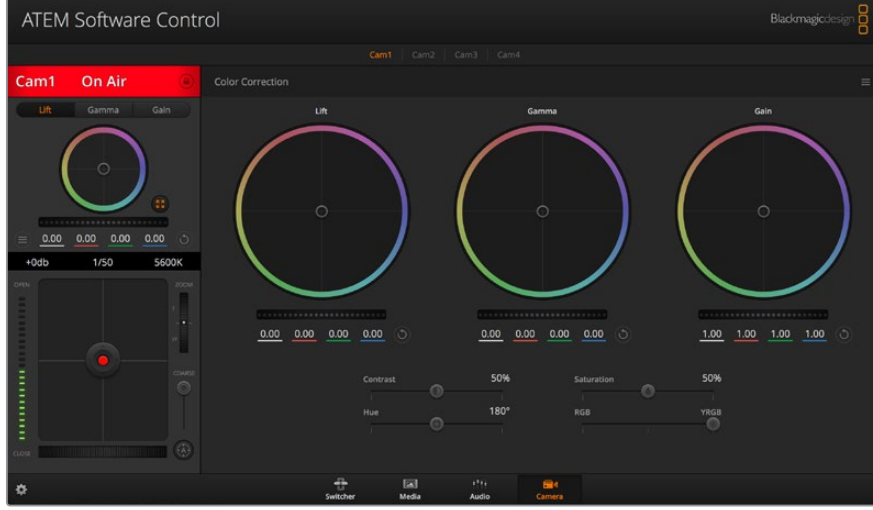 ATEM Software Control
Blackmagicdesign
Cam1 Cam2 Cam3 Cam4
Cam1 On Air
Color Correction
Lift Gamma Gain
0.00 0.00 0.00 0.00
+0db 1/50 5600K
OPEN
ZOOM
T
W
COARSE
CLOSE
A
Lift
0.00 0.00 0.00 0.00
Gamma
0.00 0.00 0.00 0.00
Gain
1.00 1.00 1.00 1.00
Contrast 50%
Saturation 50%
Hue 180°
RGB YRGB
Switcher
Media
Audio
Camera